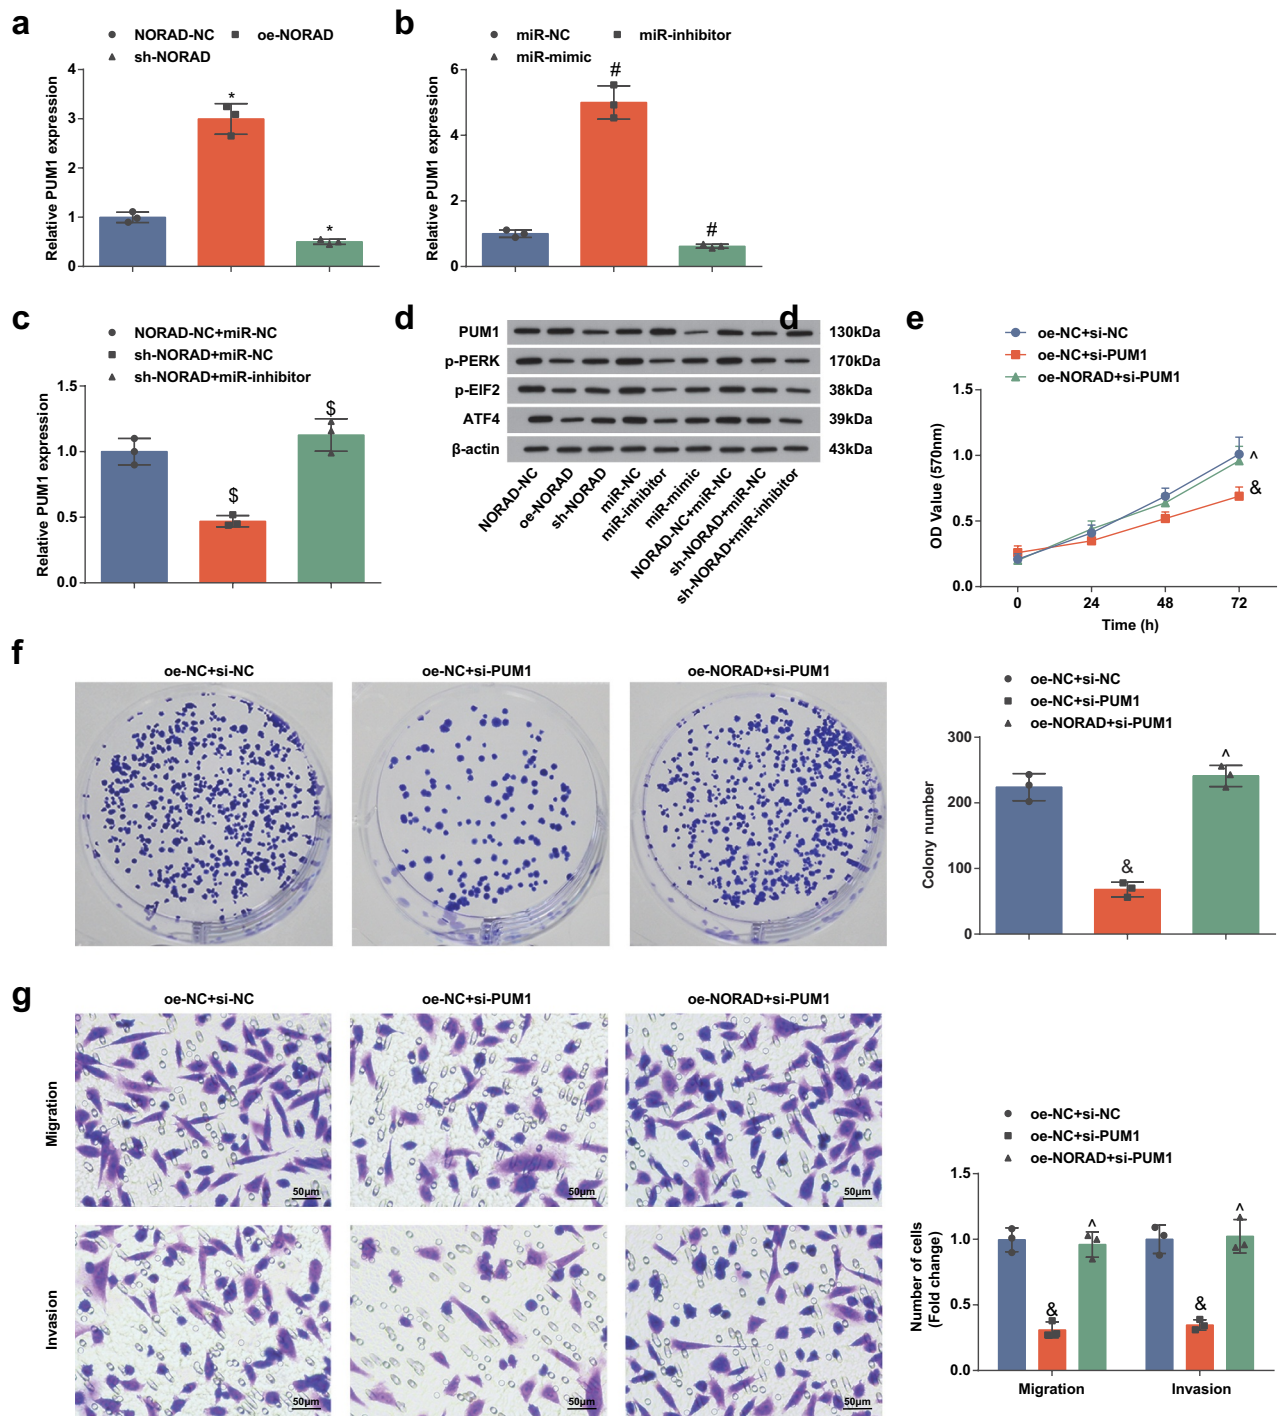 a
NORAD-NC oe-NORAD
sh-NORAD
Relative PUM1 expression
4
3
2
1
0
*
*
b
miR-NC miR-inhibitor
miR-mimic
Relative PUM1 expression
6
4
2
0
#
#
c
NORAD-NC+miR-NC
sh-NORAD+miR-NC
sh-NORAD+miR-inhibitor
Relative PUM1 expression
1.5
1.0
0.5
0.0
$
$
d
d
PUM1 130kDa
p-PERK 170kDa
p-EIF2 38kDa
ATF4 39kDa
β-actin 43kDa
NORAD-NC
oe-NORAD
sh-NORAD
miR-NC
miR-inhibitor
miR-mimic
NORAD-NC+miR-NC
sh-NORAD+miR-NC
sh-NORAD+miR-inhibitor
e
oe-NC+si-NC
oe-NC+si-PUM1
oe-NORAD+si-PUM1
OD Value (570nm)
1.5
1.0
0.5
0.0
^
&
0 24 48 72
Time (h)
f
oe-NC+si-NC oe-NC+si-PUM1 oe-NORAD+si-PUM1
oe-NC+si-NC
oe-NC+si-PUM1
oe-NORAD+si-PUM1
Colony number
300
200
100
0
&
^
g
oe-NC+si-NC oe-NC+si-PUM1 oe-NORAD+si-PUM1
Migration
50μm 50μm 50μm
Invasion
50μm 50μm 50μm
oe-NC+si-NC
oe-NC+si-PUM1
oe-NORAD+si-PUM1
Number of cells
(Fold change)
1.5
1.0
0.5
0.0
&
^
&
^
Migration Invasion